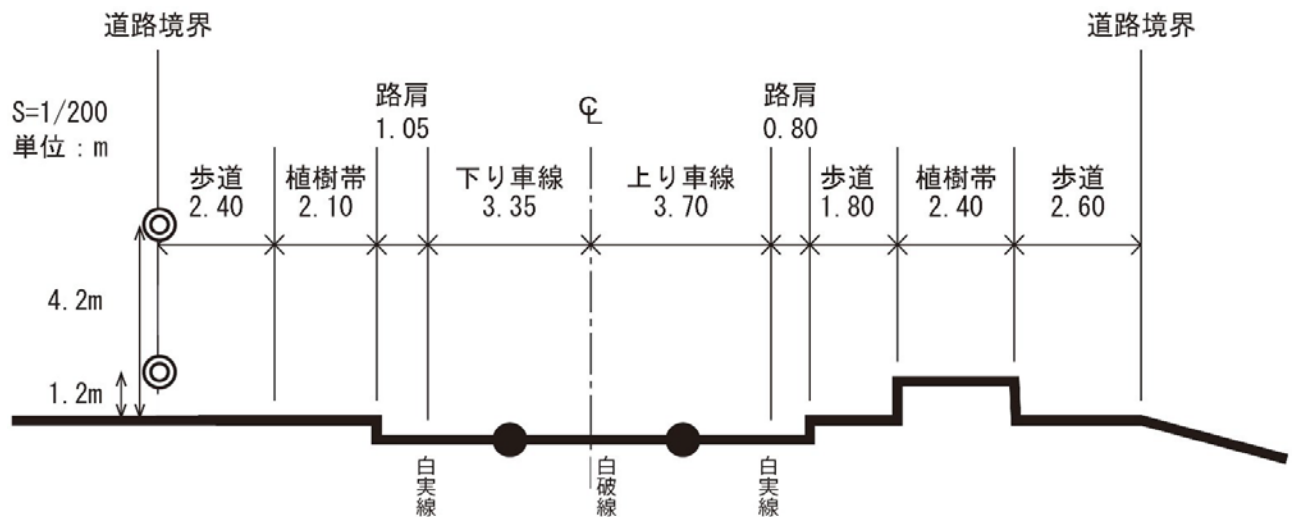 道路境界
道路境界
S=1/200
単位：m
路肩
1.05
℄
路肩
0.80
歩道
2.40
植樹帯
2.10
下り車線
3.35
上り車線
3.70
歩道
1.80
植樹帯
2.40
歩道
2.60
4.2m
1.2m
白実線
白破線
白実線